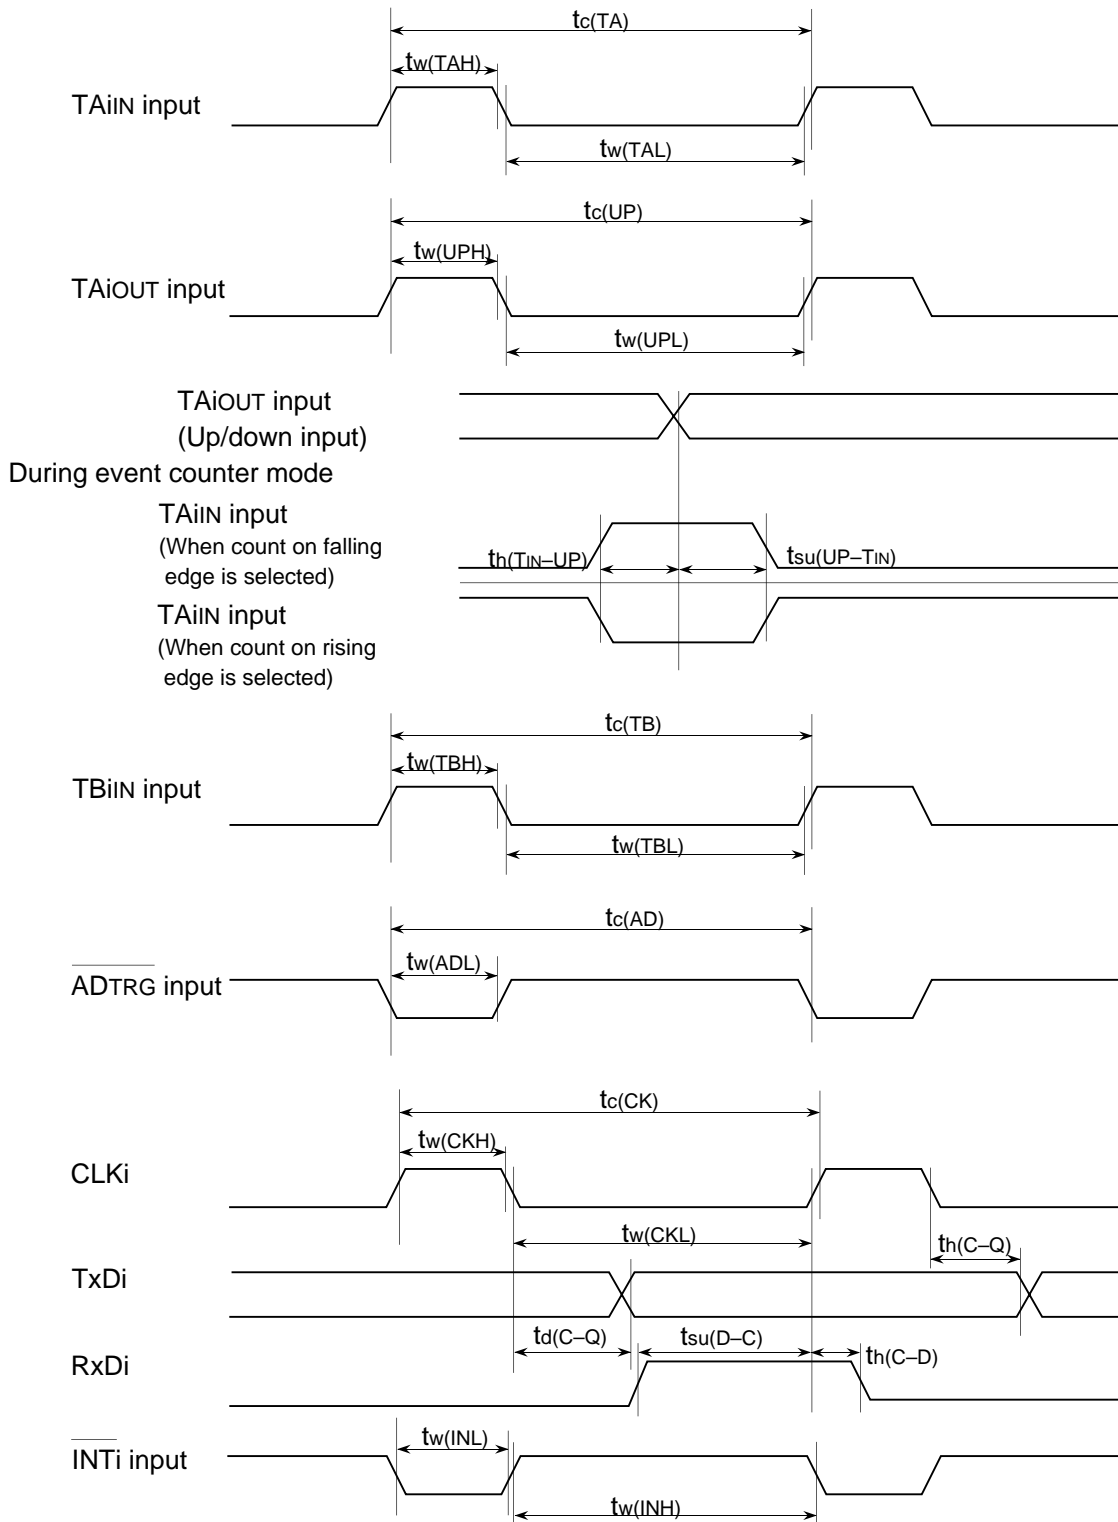 tc(TA)
tw(TAH)
TAiIN input
tw(TAL)
tc(UP)
tw(UPH)
TAiOUT input
tw(UPL)
TAiOUT input
(Up/down input)
During event counter mode
TAiIN input
(When count on falling
edge is selected)
th(TIN–UP)
tsu(UP–TIN)
TAiIN input
(When count on rising
edge is selected)
tc(TB)
tw(TBH)
TBiIN input
tw(TBL)
tc(AD)
tw(ADL)
ADTRG input
tc(CK)
tw(CKH)
CLKi
tw(CKL)
th(C–Q)
TxDi
td(C–Q)
tsu(D–C)
th(C–D)
RxDi
tw(INL)
INTi input
tw(INH)